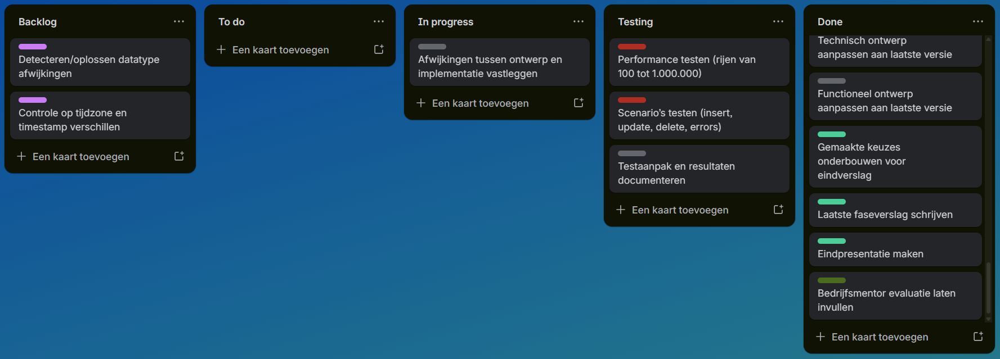 Backlog
Detecteren/oplossen datatype
afwijkingen
Controle op tijdzone en
timestamp verschillen
Een kaart toevoegen
To do
Een kaart toevoegen
In progress
Afwijkingen tussen ontwerp en
implementatie vastleggen
Een kaart toevoegen
Testing
Performance testen (rijen van
100 tot 1.000.000)
Scenario’s testen (insert,
update, delete, errors)
Testaanpak en resultaten
documenteren
Een kaart toevoegen
Done
Technisch ontwerp
aanpassen aan laatste versie
Functioneel ontwerp
aanpassen aan laatste versie
Gemaakte keuzes
onderbouwen voor
eindverslag
Laatste faseverslag schrijven
Eindpresentatie maken
Bedrijfsmentor evaluatie laten
invullen
Een kaart toevoegen